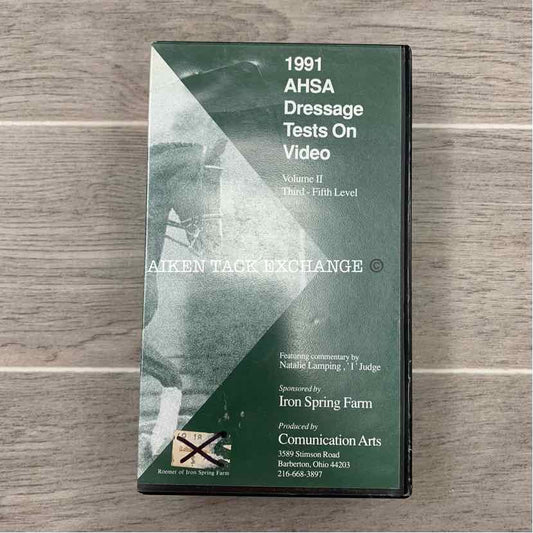 1991
AHSA
Dressage
Tests On
Video
Volume II
Third - Fifth Level
AIKEN TACK EXCHANGE ©
Featuring commentary by
Natalie Lamping , 'I' Judge
Sponsored by
Iron Spring Farm
Produced by
Comunication Arts
3589 Stimson Road
Barberton, Ohio 44203
216-668-3897
Roemer of Iron Spring Farm